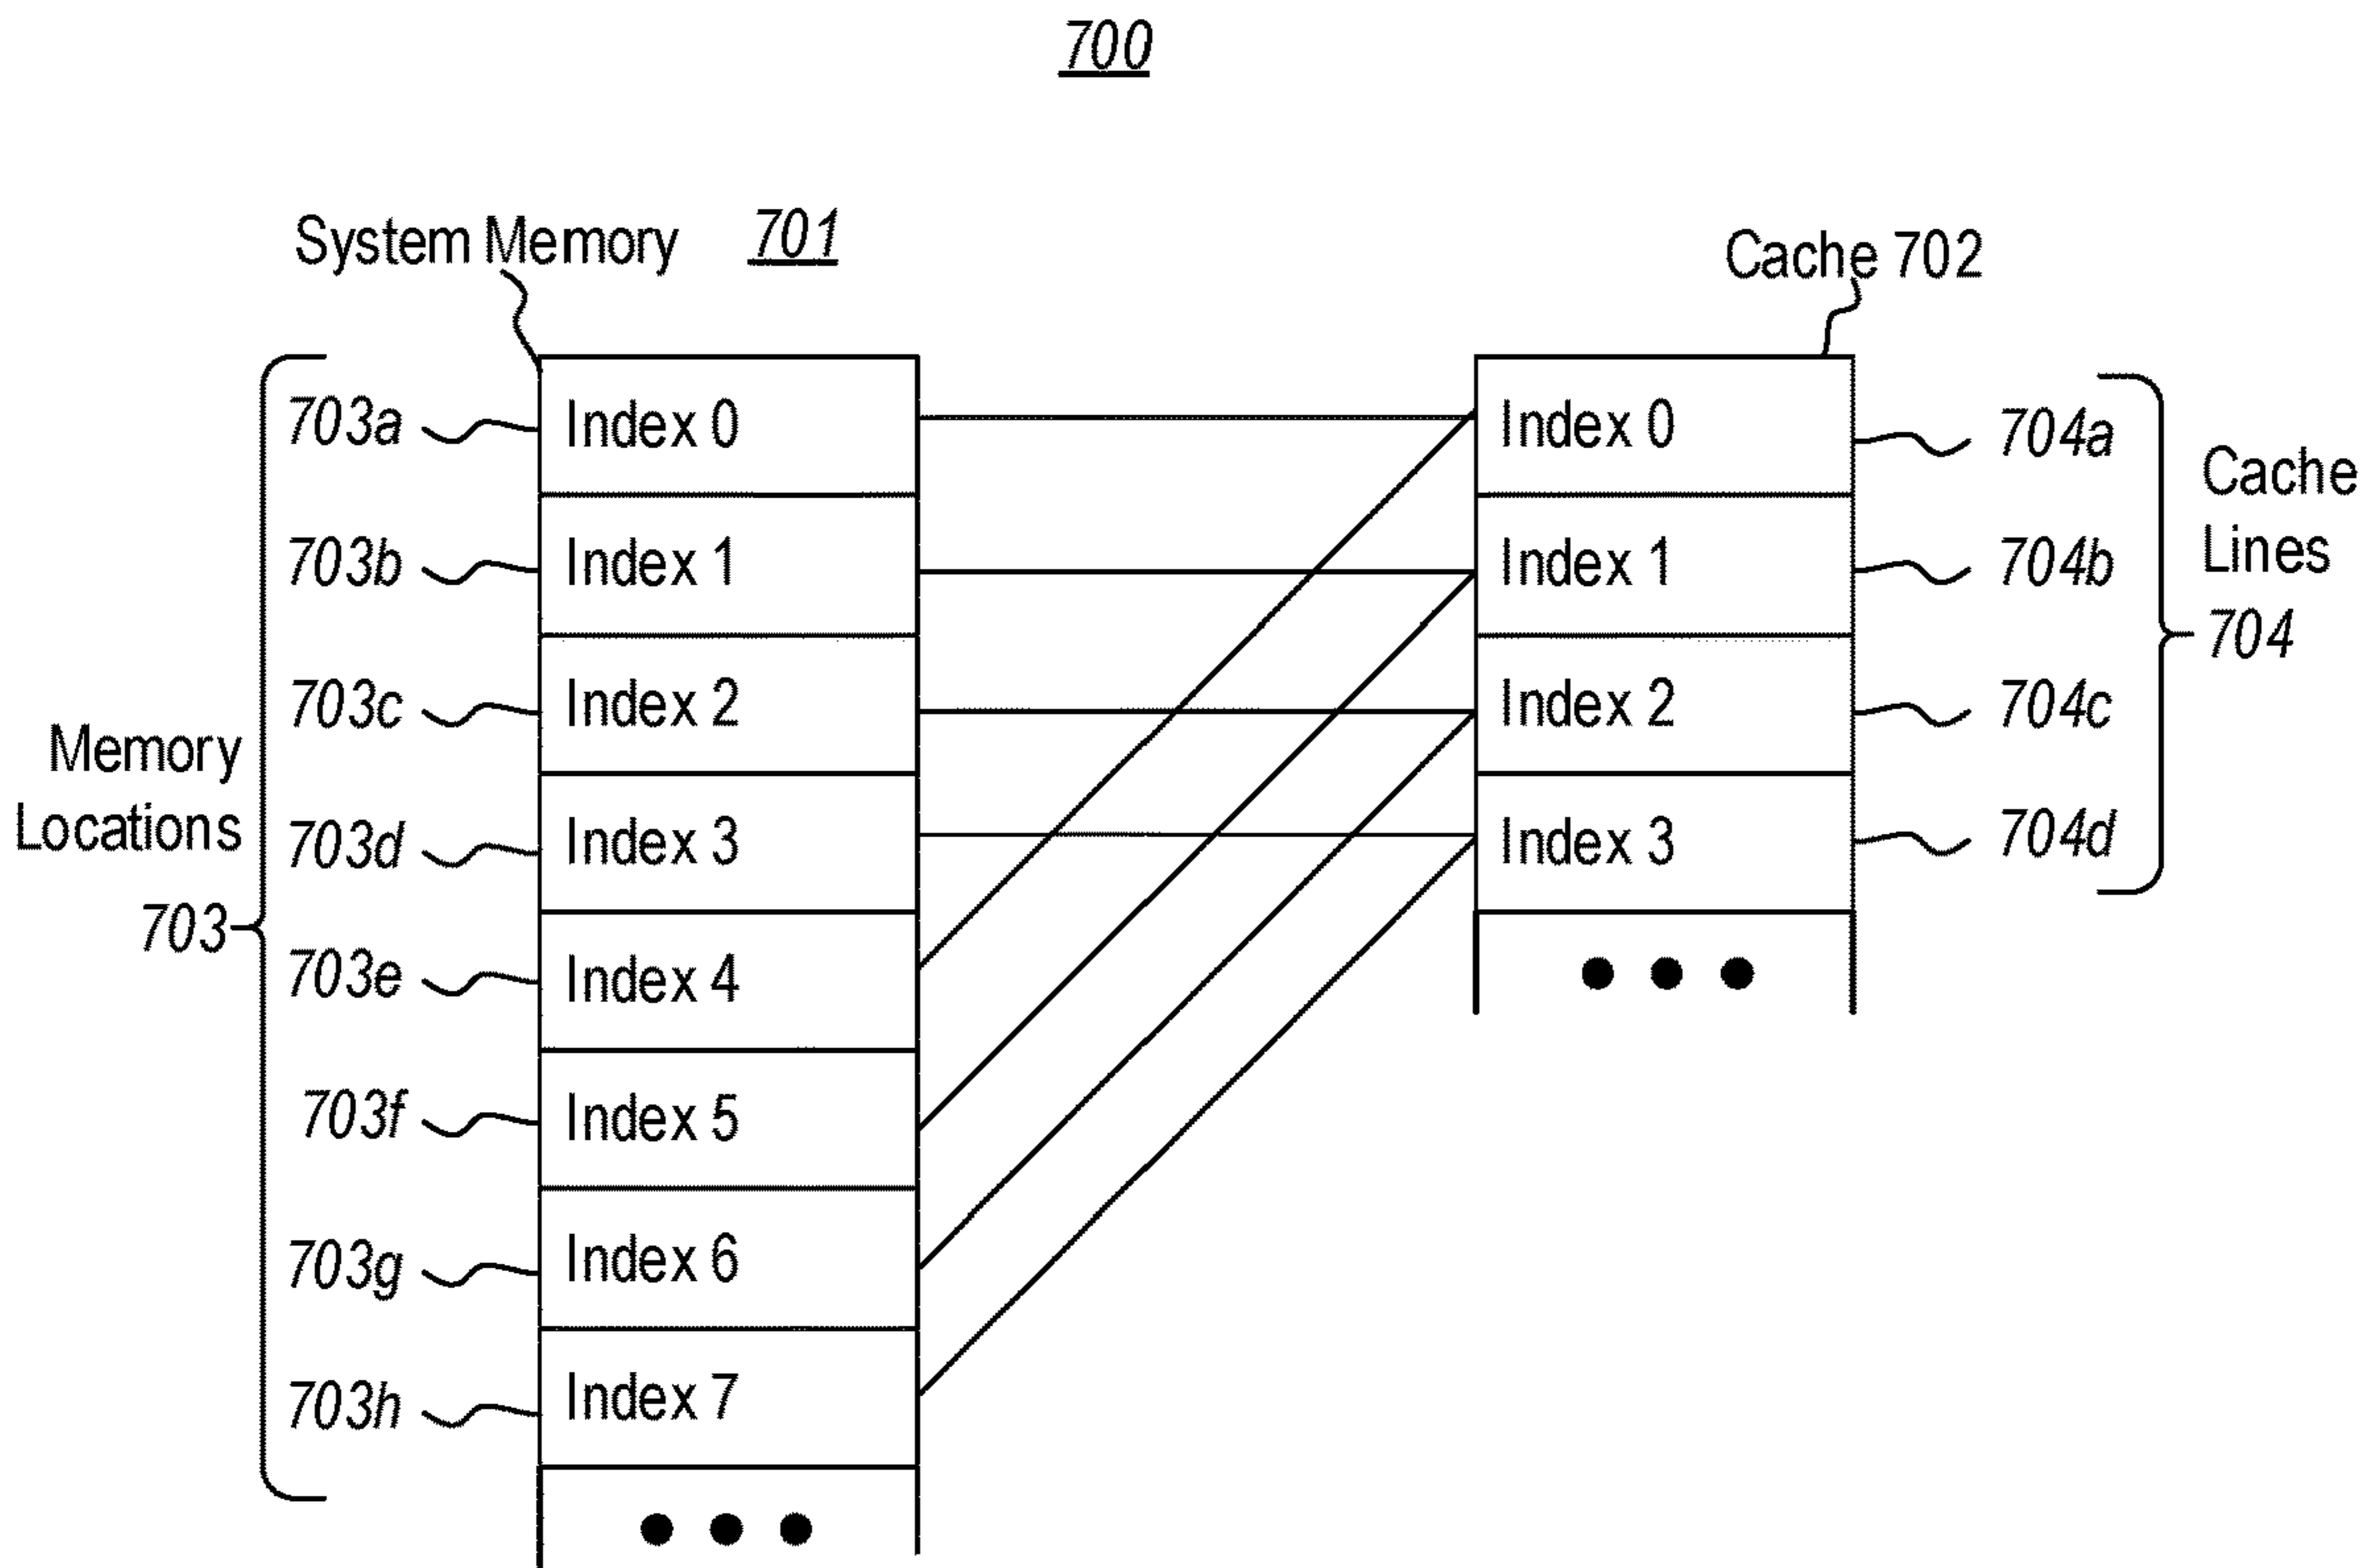 700
System Memory 701
Cache 702
Memory
Locations
703
703a
703b
703c
703d
703e
703f
703g
703h
Index 0
Index 1
Index 2
Index 3
Index 4
Index 5
Index 6
Index 7
Index 0
Index 1
Index 2
Index 3
704a
704b
704c
704d
Cache
Lines
704